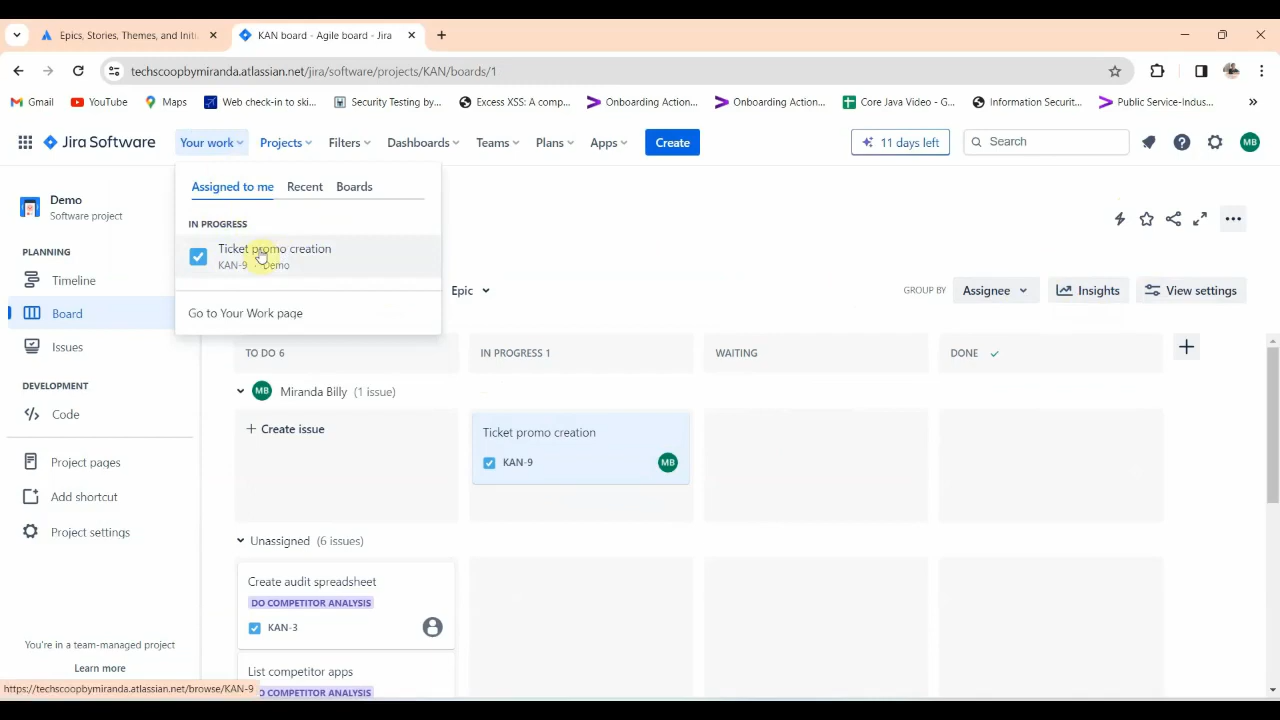 Epics, Stories, Themes, and Initi
KAN board - Agile board - Jira
techscoopbymiranda.atlassian.net/jira/software/projects/KAN/boards/1
Gmail
YouTube
Maps
Web check-in to ski...
Security Testing by...
Excess XSS: A comp...
Onboarding Action...
Onboarding Action...
Core Java Video - G...
Information Securit...
Public Service-Indus...
Jira Software
Your work
Projects
Filters
Dashboards
Teams
Plans
Apps
Create
11 days left
Search
MB
Demo
Software project
PLANNING
Timeline
Board
Issues
DEVELOPMENT
Code
Project pages
Add shortcut
Project settings
You're in a team-managed project
Learn more
Assigned to me
Recent
Boards
IN PROGRESS
Ticket promo creation
KAN-9 · Demo
Go to Your Work page
Epic
GROUP BY
Assignee
Insights
View settings
TO DO 6
IN PROGRESS 1
WAITING
DONE
MB Miranda Billy (1 issue)
+ Create issue
Ticket promo creation
KAN-9
MB
Unassigned (6 issues)
Create audit spreadsheet
DO COMPETITOR ANALYSIS
KAN-3
List competitor apps
DO COMPETITOR ANALYSIS
https://techscoopbymiranda.atlassian.net/browse/KAN-9